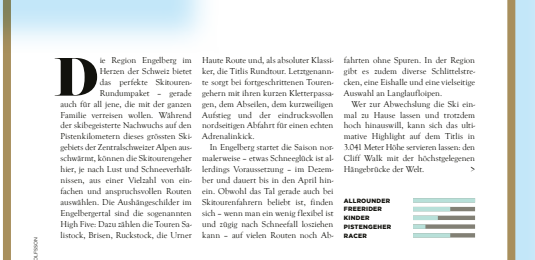 Die Region Engelberg im
Herzen der Schweiz bietet
das perfekte Skitouren-
Rundumpaket – gerade
auch für all jene, die mit der ganzen
Familie verreisen wollen. Während
der skibegeisterte Nachwuchs auf den
Pistenkilometern dieses grössten Ski-
gebiets der Zentralschweizer Alpen aus-
schwärmt, können die Skitourengeher
hier, je nach Lust und Schneeverhält-
nissen, aus einer Vielzahl von ein-
fachen und anspruchsvollen Routen
auswählen. Die Aushängeschilder im
Engelbergertal sind die sogenannten
High Five: Dazu zählen die Touren Sa-
listock, Brisen, Ruckstock, die Urner
Haute Route und, als absoluter Klassi-
ker, die Titlis Rundtour. Letztgenann-
te sorgt bei fortgeschrittenen Touren-
gehern mit ihren kurzen Kletterpassa-
gen, dem Abseilen, dem kurzweiligen
Aufstieg und der eindrucksvollen
nordseitigen Abfahrt für einen echten
Adrenalinkick.
In Engelberg startet die Saison nor-
malerweise – etwas Schneeglück ist al-
lerdings Voraussetzung – im Dezem-
ber und dauert bis in den April hin-
ein. Obwohl das Tal gerade auch bei
Skitourenfahrern beliebt ist, finden
sich – wenn man ein wenig flexibel ist
und zügig nach Schneefall losziehen
kann – auf vielen Routen noch Ab-
fahrten ohne Spuren. In der Region
gibt es zudem diverse Schlittelstre-
cken, eine Eishalle und eine vielseitige
Auswahl an Langlaufloipen.
Wer zur Abwechslung die Ski ein-
mal zu Hause lassen und trotzdem
hoch hinauswill, kann sich das ulti-
mative Highlight auf dem Titlis in
3.041 Meter Höhe servieren lassen: den
Cliff Walk mit der höchstgelegenen
Hängebrücke der Welt. >
ALLROUNDER
FREERIDER
KINDER
PISTENGEHER
RACER